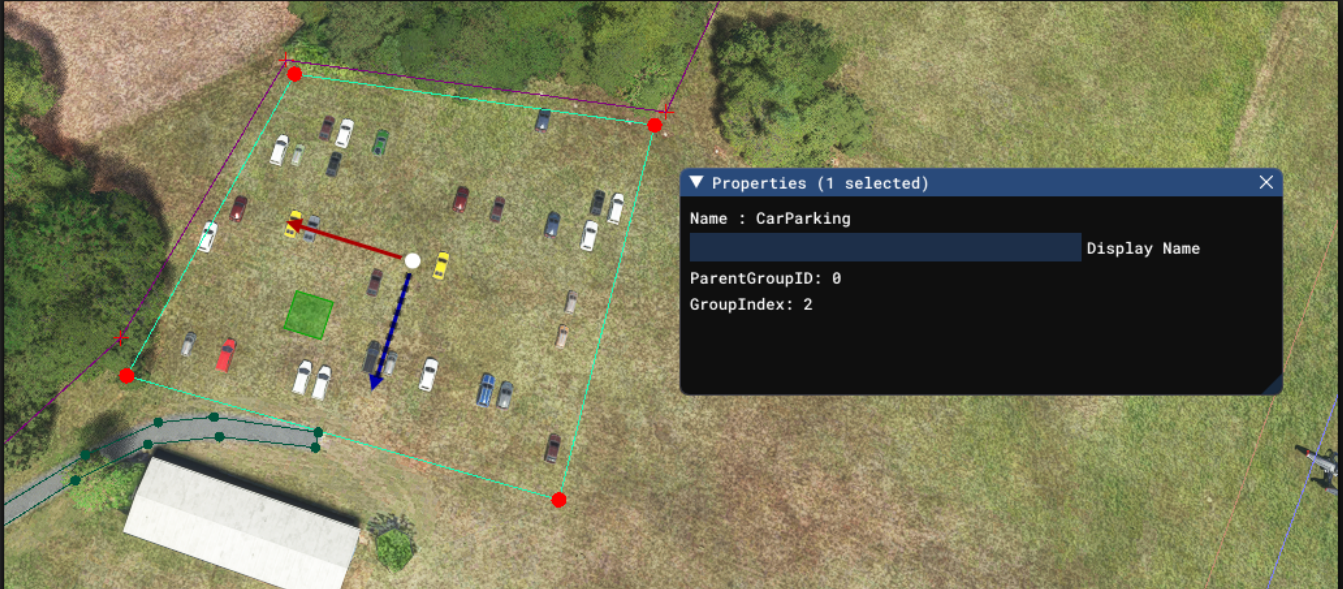 Properties (1 selected)
Name : CarParking
Display Name
ParentGroupID: 0
GroupIndex: 2